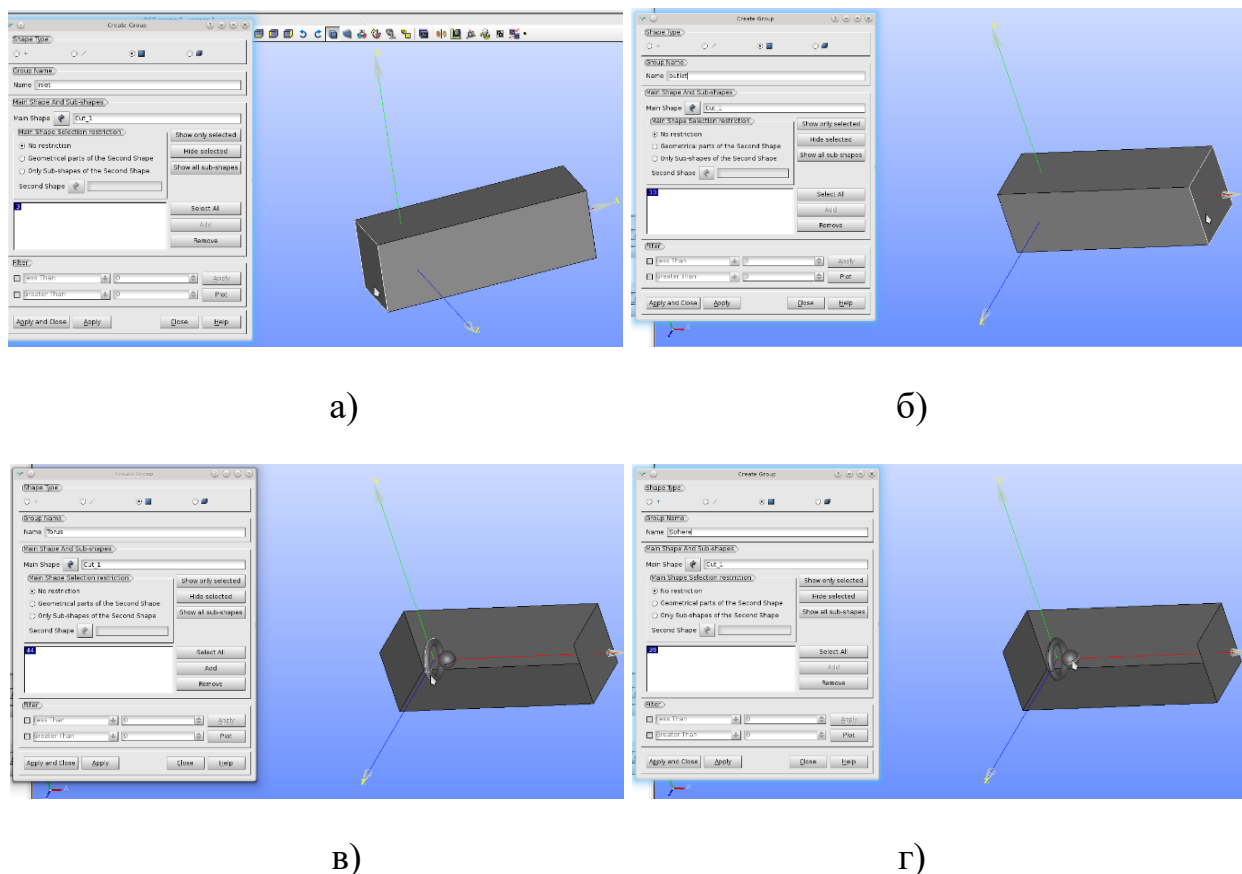 Create Group
Shape Type
Group Name
Name inlet
Main Shape And Sub-shapes
Main Shape Cut_1
Main Shape Selection restriction
Show only selected
No restriction
Hide selected
Geometrical parts of the Second Shape
Show all sub-shapes
Only Sub-shapes of the Second Shape
Second Shape
3
Select All
Add
Remove
Filter
Less Than 0 Apply
Greater Than 0 Plot
Apply and Close Apply Close Help
а)
Create Group
Shape Type
Group Name
Name outlet
Main Shape And Sub-shapes
Main Shape Cut_1
Main Shape Selection restriction
Show only selected
No restriction
Hide selected
Geometrical parts of the Second Shape
Show all sub-shapes
Only Sub-shapes of the Second Shape
Second Shape
33
Select All
Add
Remove
Filter
Less Than 0 Apply
Greater Than 0 Plot
Apply and Close Apply Close Help
б)
Create Group
Shape Type
Group Name
Name Torus
Main Shape And Sub-shapes
Main Shape Cut_1
Main Shape Selection restriction
Show only selected
No restriction
Hide selected
Geometrical parts of the Second Shape
Show all sub-shapes
Only Sub-shapes of the Second Shape
Second Shape
44
Select All
Add
Remove
Filter
Less Than 0 Apply
Greater Than 0 Plot
Apply and Close Apply Close Help
в)
Create Group
Shape Type
Group Name
Name Sphere
Main Shape And Sub-shapes
Main Shape Cut_1
Main Shape Selection restriction
Show only selected
No restriction
Hide selected
Geometrical parts of the Second Shape
Show all sub-shapes
Only Sub-shapes of the Second Shape
Second Shape
Select All
Add
Remove
Filter
Less Than 0 Apply
Greater Than 0 Plot
Apply and Close Apply Close Help
г)